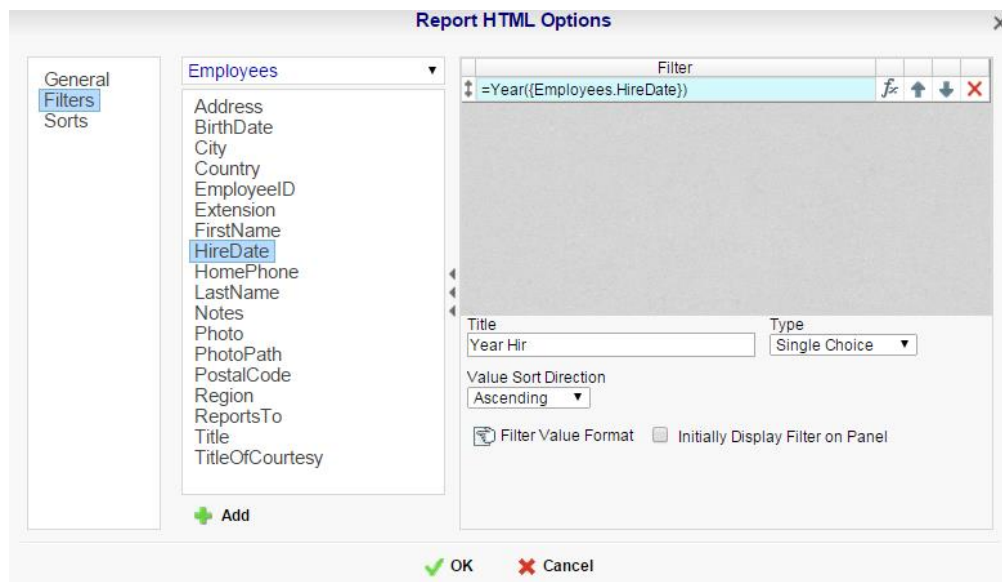 Report HTML Options
General
Filters
Sorts
Employees
Address
BirthDate
City
Country
EmployeeID
Extension
FirstName
HireDate
HomePhone
LastName
Notes
Photo
PhotoPath
PostalCode
Region
ReportsTo
Title
TitleOfCourtesy
Add
Filter
=Year({Employees.HireDate})
Title
Type
Year Hir
Single Choice
Value Sort Direction
Ascending
Filter Value Format
Initially Display Filter on Panel
OK
Cancel